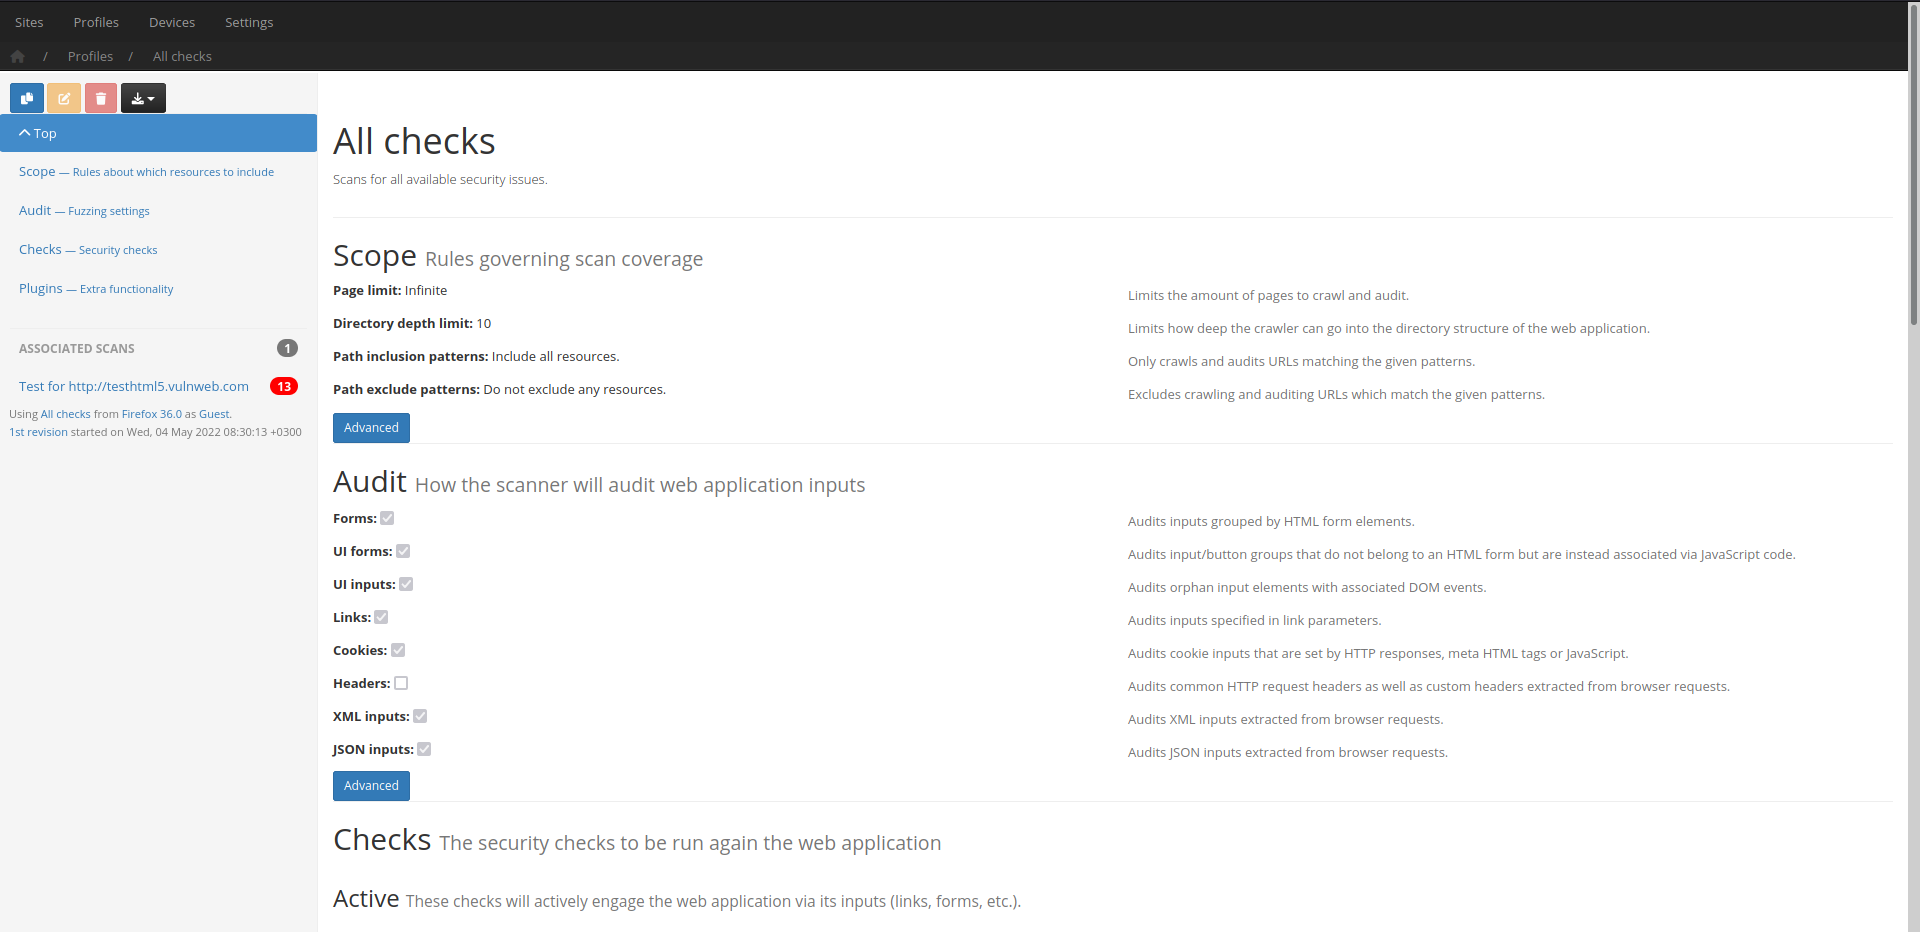 Sites Profiles Devices Settings
/ Profiles / All checks
Top
Scope — Rules about which resources to include
Audit — Fuzzing settings
Checks — Security checks
Plugins — Extra functionality
ASSOCIATED SCANS 1
Test for http://testhtml5.vulnweb.com 13
Using All checks from Firefox 36.0 as Guest.
1st revision started on Wed, 04 May 2022 08:30:13 +0300
All checks
Scans for all available security issues.
Scope Rules governing scan coverage
Page limit: Infinite
Limits the amount of pages to crawl and audit.
Directory depth limit: 10
Limits how deep the crawler can go into the directory structure of the web application.
Path inclusion patterns: Include all resources.
Only crawls and audits URLs matching the given patterns.
Path exclude patterns: Do not exclude any resources.
Excludes crawling and auditing URLs which match the given patterns.
Advanced
Audit How the scanner will audit web application inputs
Forms:
Audits inputs grouped by HTML form elements.
UI forms:
Audits input/button groups that do not belong to an HTML form but are instead associated via JavaScript code.
UI inputs:
Audits orphan input elements with associated DOM events.
Links:
Audits inputs specified in link parameters.
Cookies:
Audits cookie inputs that are set by HTTP responses, meta HTML tags or JavaScript.
Headers:
Audits common HTTP request headers as well as custom headers extracted from browser requests.
XML inputs:
Audits XML inputs extracted from browser requests.
JSON inputs:
Audits JSON inputs extracted from browser requests.
Advanced
Checks The security checks to be run again the web application
Active These checks will actively engage the web application via its inputs (links, forms, etc.).